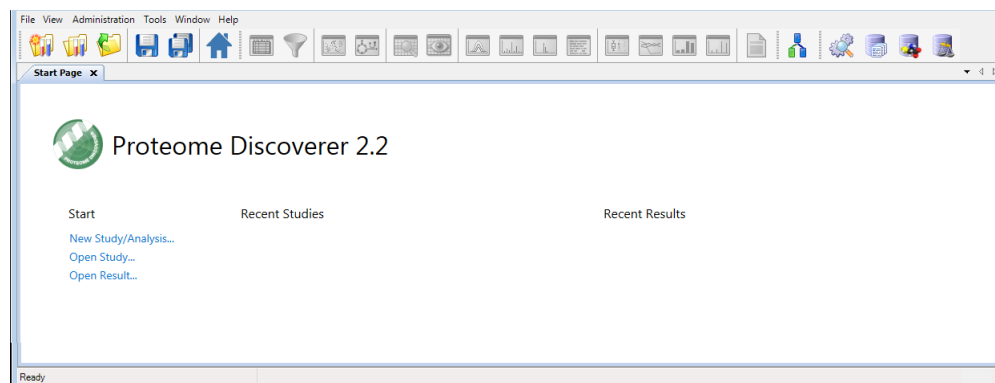 File View Administration Tools Window Help
Start Page x
Proteome Discoverer 2.2
Start Recent Studies Recent Results
New Study/Analysis...
Open Study...
Open Result...
Ready